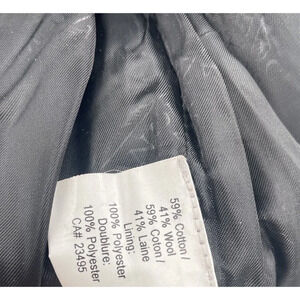 59% Cotton /
41% Wool
59% Coton /
41% Laine
Lining:
100% Polyester
Doublure:
100% Polyester
CA# 23495